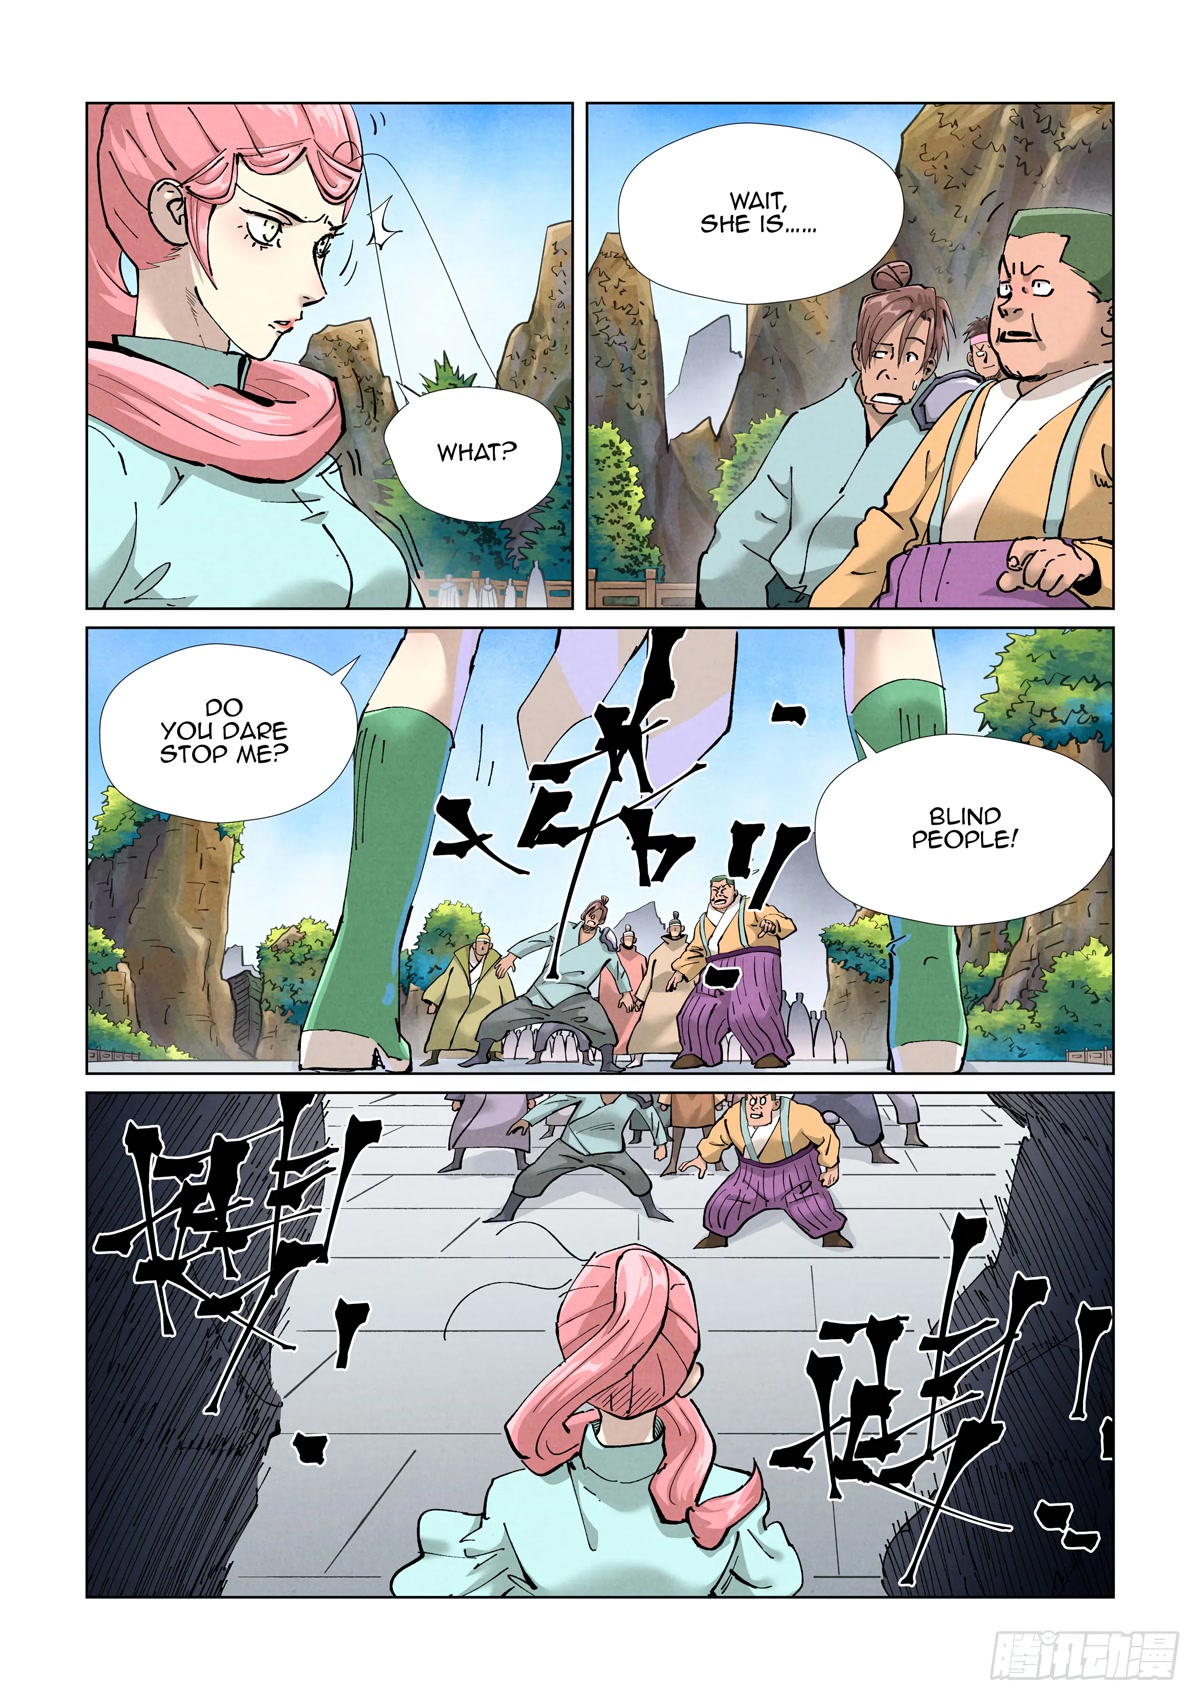 WHAT?
WAIT,
SHE IS......
DO
YOU DARE
STOP ME?
BLIND
PEOPLE!
腾讯动漫